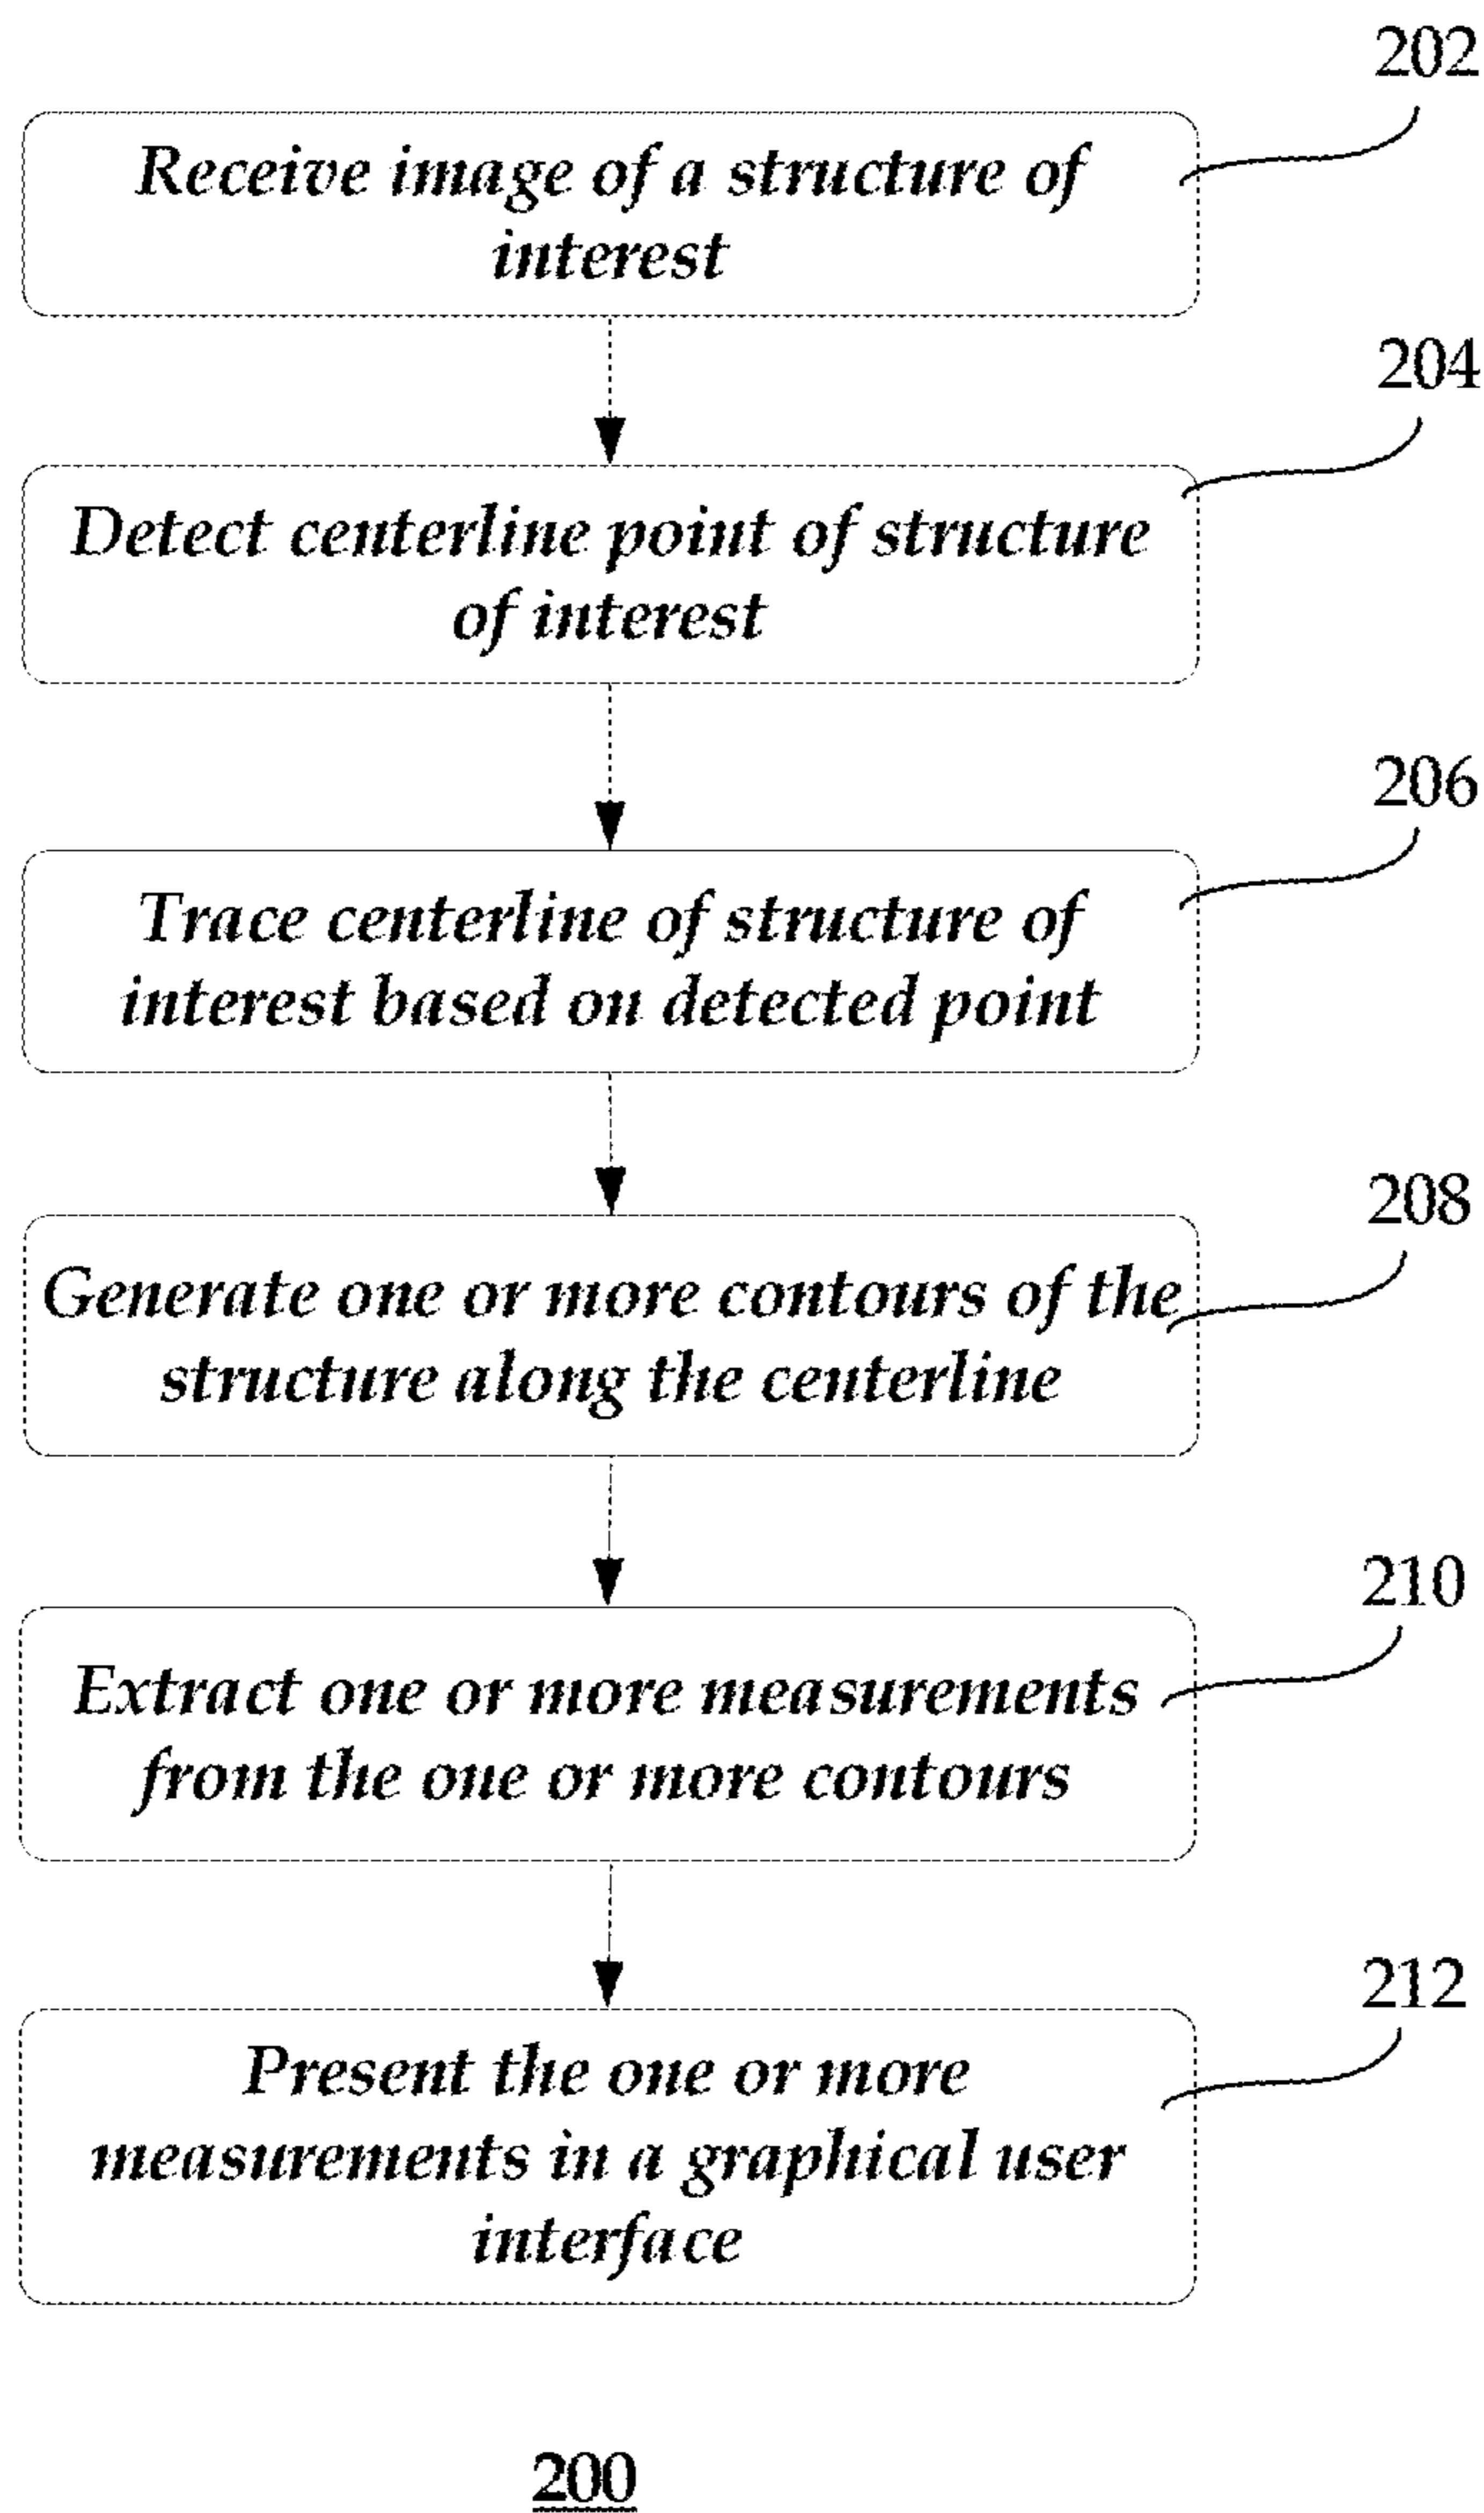 202
Receive image of a structure of
interest
204
Detect centerline point of structure
of interest
206
Trace centerline of structure of
interest based on detected point
208
Generate one or more contours of the
structure along the centerline
210
Extract one or more measurements
from the one or more contours
212
Present the one or more
measurements in a graphical user
interface
200